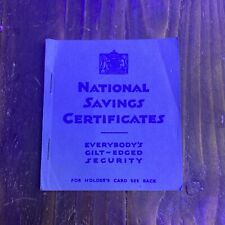 NATIONAL
SAVINGS
CERTIFICATES
EVERYBODY'S
GILT-EDGED
SECURITY
FOR HOLDER'S CARD SEE BACK